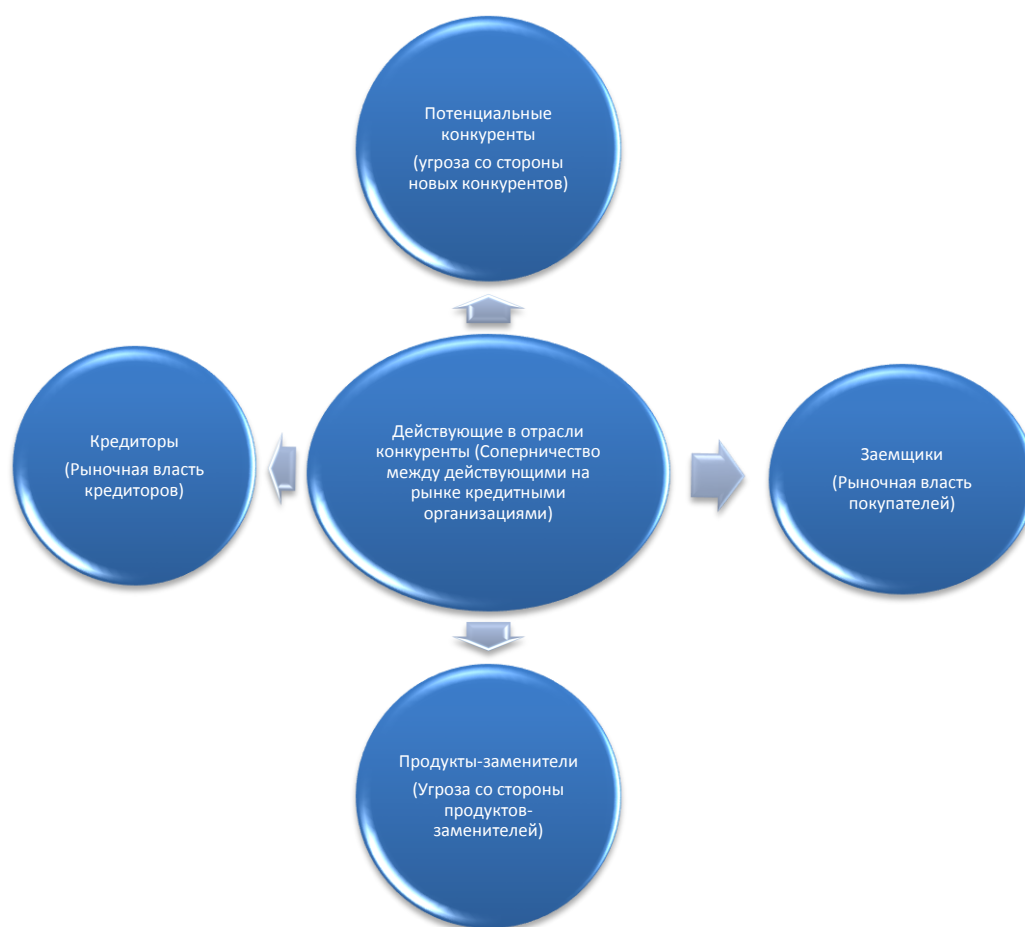 Потенциальные
конкуренты
(угроза со стороны
новых конкурентов)
Кредиторы
(Рыночная власть
кредиторов)
Действующие в отрасли
конкуренты (Соперничество
между действующими на
рынке кредитными
организациями)
Заемщики
(Рыночная власть
покупателей)
Продукты-заменители
(Угроза со стороны
продуктов-
заменителей)